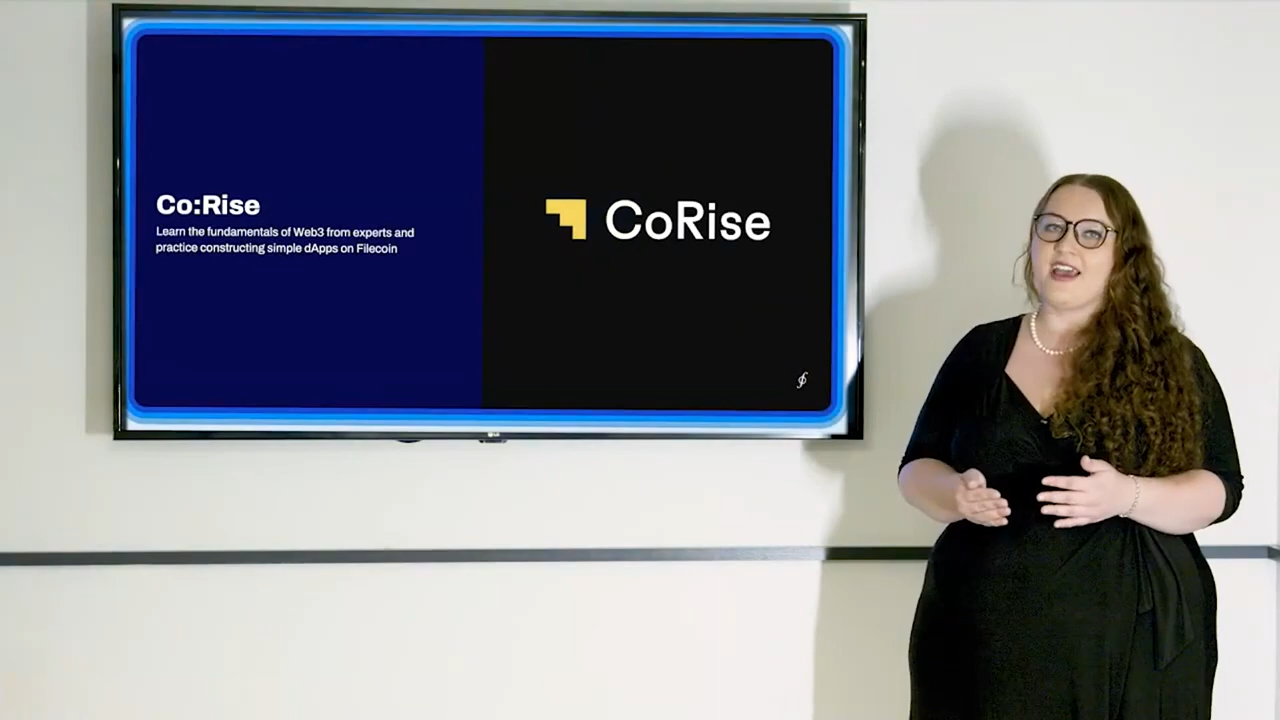 Co:Rise
Learn the fundamentals of Web3 from experts and
practice constructing simple dApps on Filecoin
CoRise